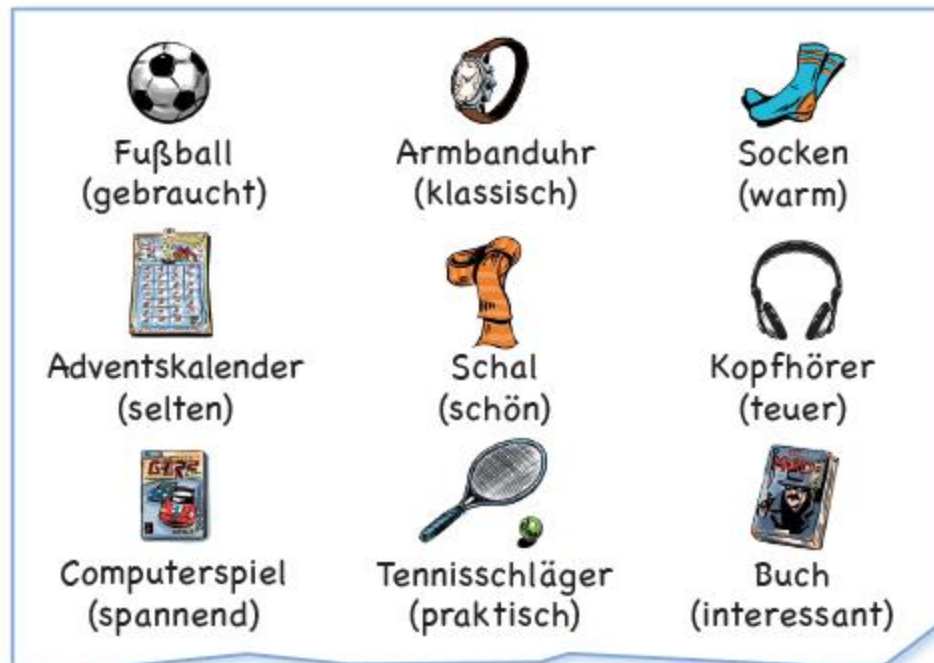 Fußball
(gebraucht)
Armbanduhr
(klassisch)
Socken
(warm)
Adventskalender
(selten)
Schal
(schön)
Kopfhörer
(teuer)
Computerspiel
(spannend)
Tennisschläger
(praktisch)
Buch
(interessant)